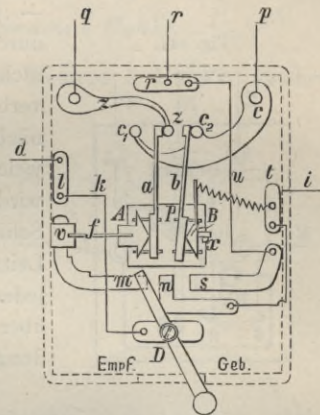 q r p
r
z z c₂ c
c₁
d l k a b u t i
A P B
v f x
m n s
D
Empf. Geb.